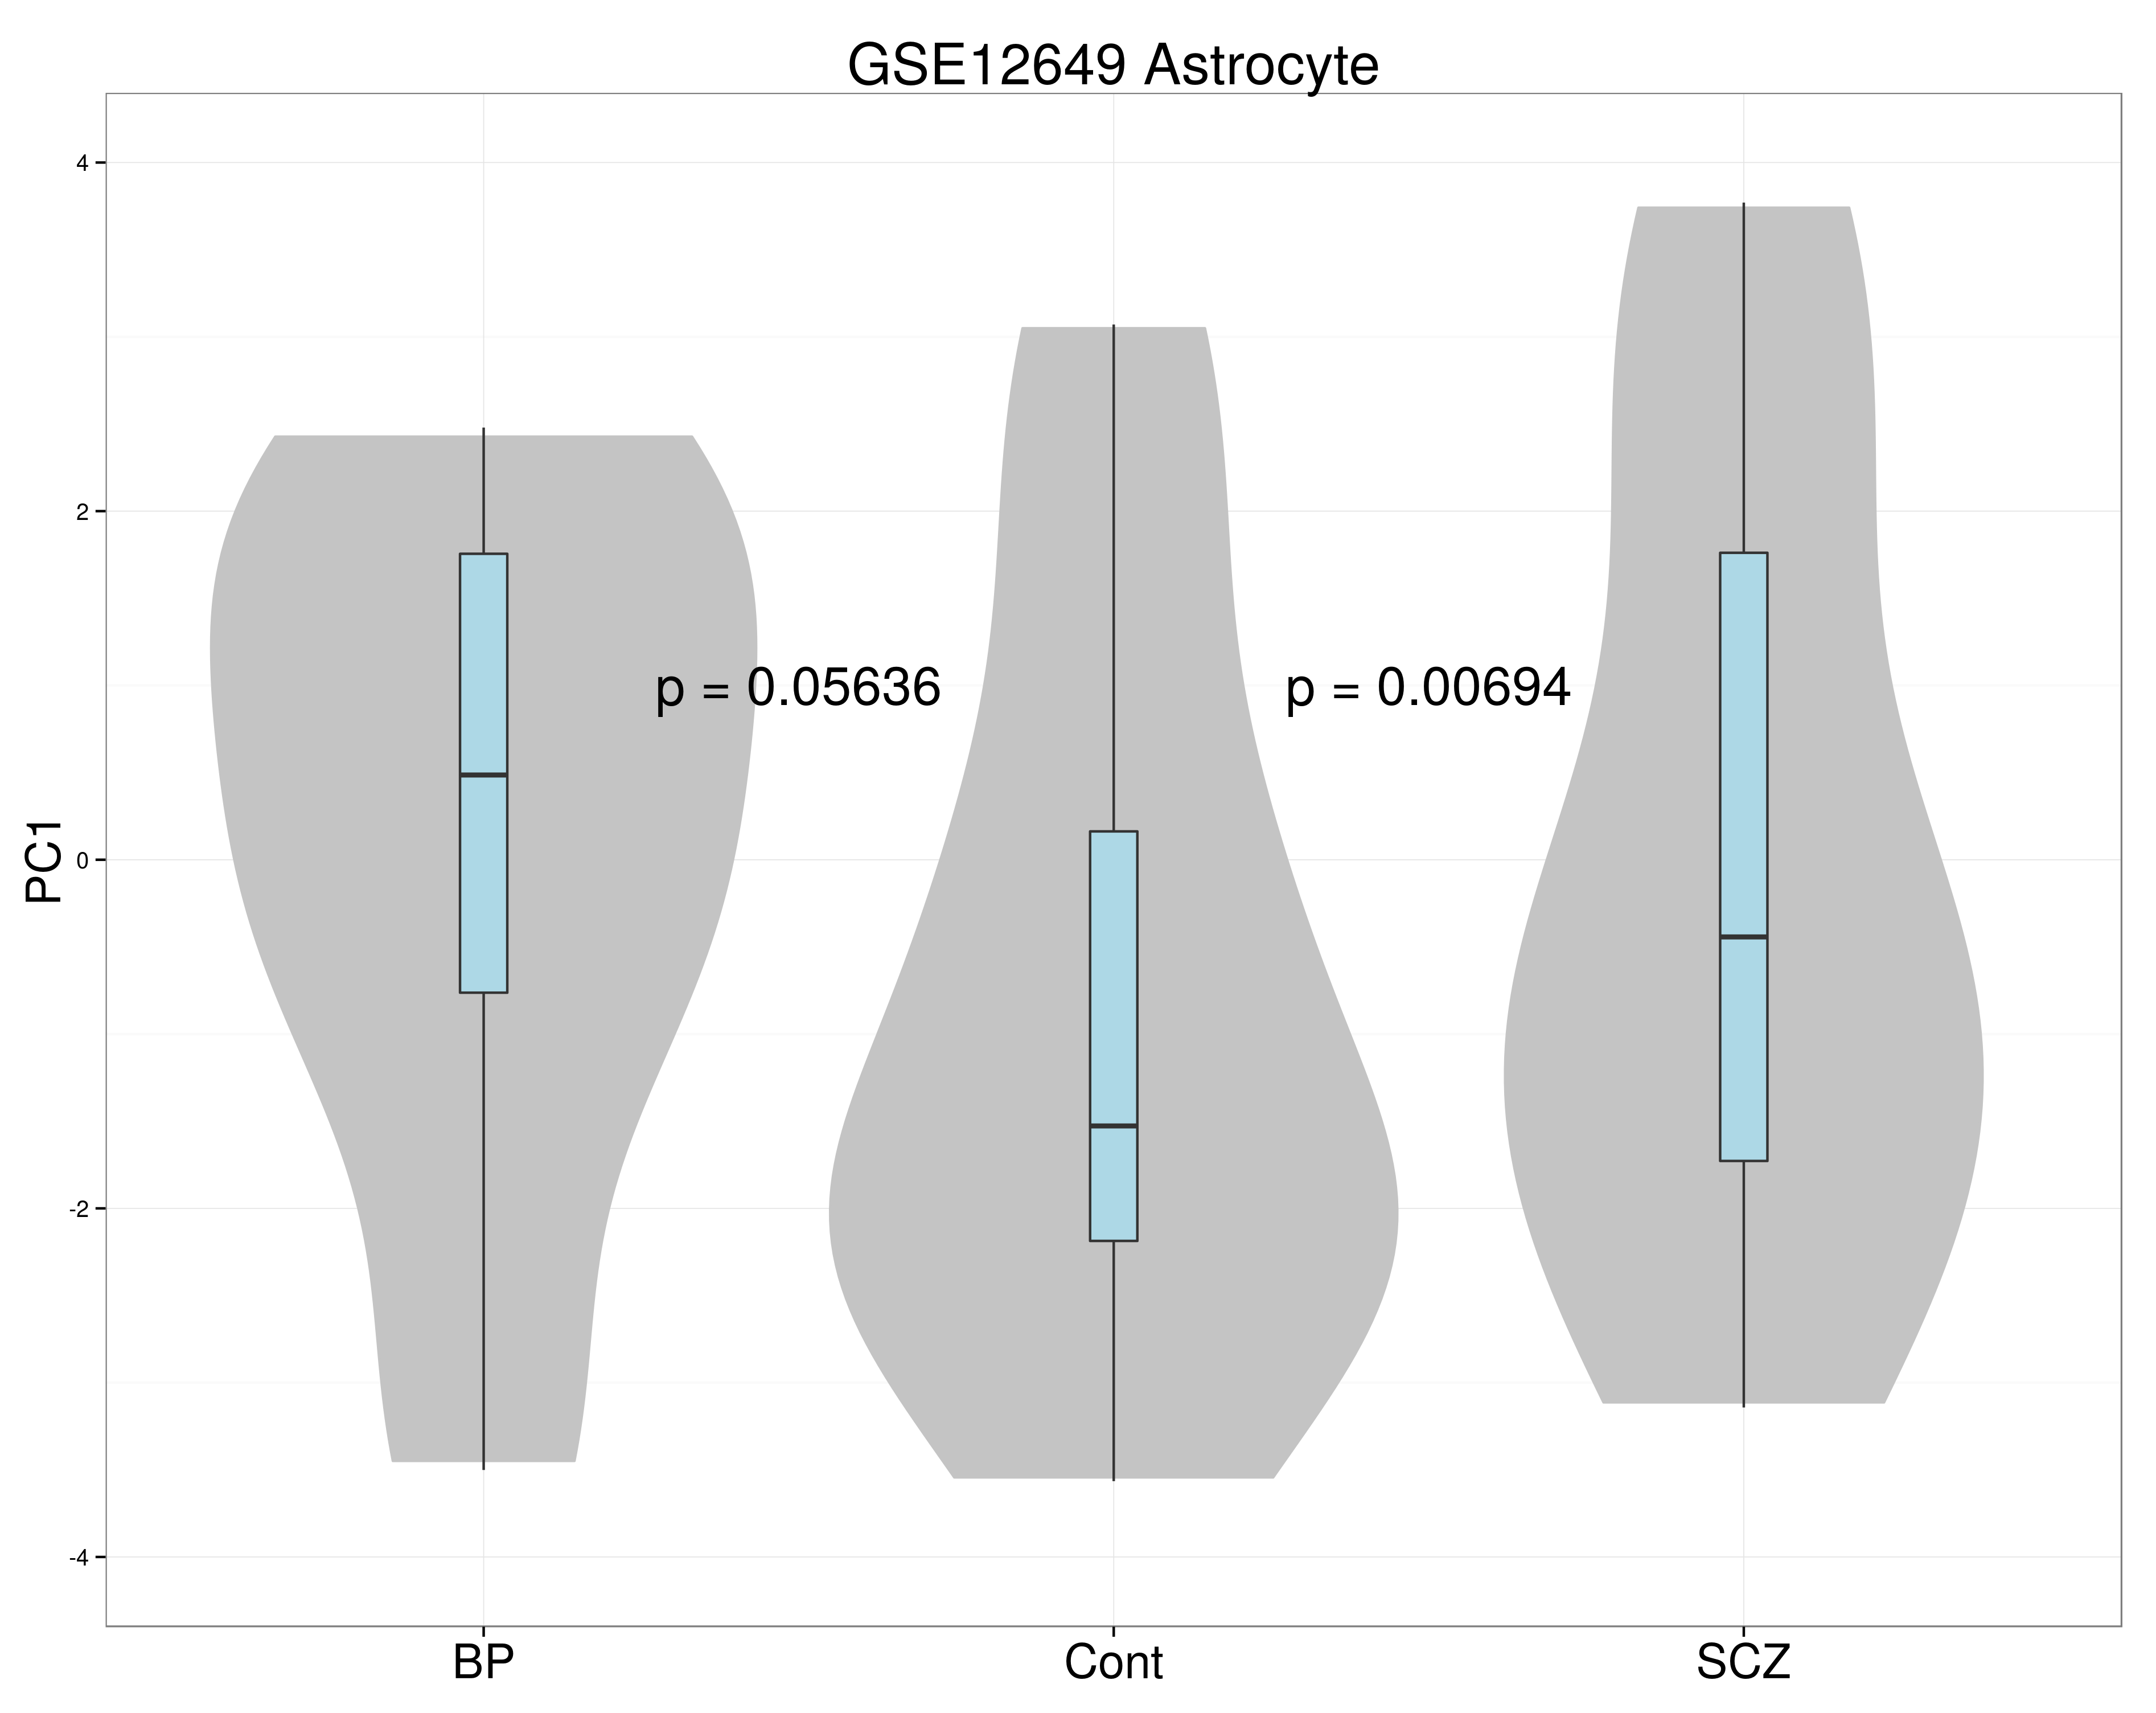 GSE12649 Astrocyte
4
2
0
-2
-4
PC1
p = 0.05636
p = 0.00694
BP
Cont
SCZ